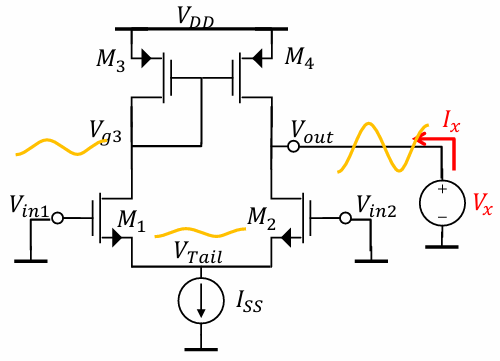 V_DD
M_3
M_4
V_g3
V_out
I_x
V_in1
M_1
M_2
V_in2
+
−
V_x
V_Tail
I_SS